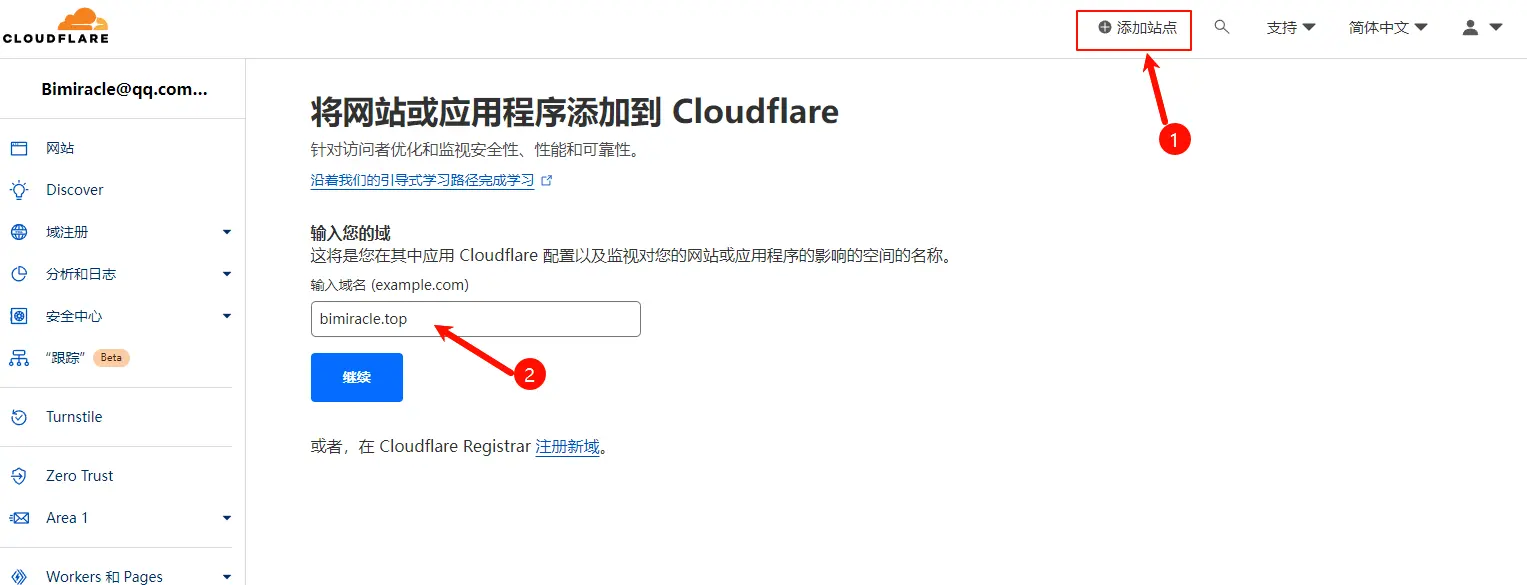 CLOUDFLARE
添加站点
支持
简体中文
Bimiracle@qq.com...
网站
Discover
域注册
分析和日志
安全中心
“跟踪” Beta
Turnstile
Zero Trust
Area 1
Workers 和 Pages
将网站或应用程序添加到 Cloudflare
针对访问者优化和监视安全性、性能和可靠性。
沿着我们的引导式学习路径完成学习
输入您的域
这将是您在其中应用 Cloudflare 配置以及监视对您的网站或应用程序的影响的空间的名称。
输入域名 (example.com)
bimiracle.top
继续
或者，在 Cloudflare Registrar 注册新域。
1
2